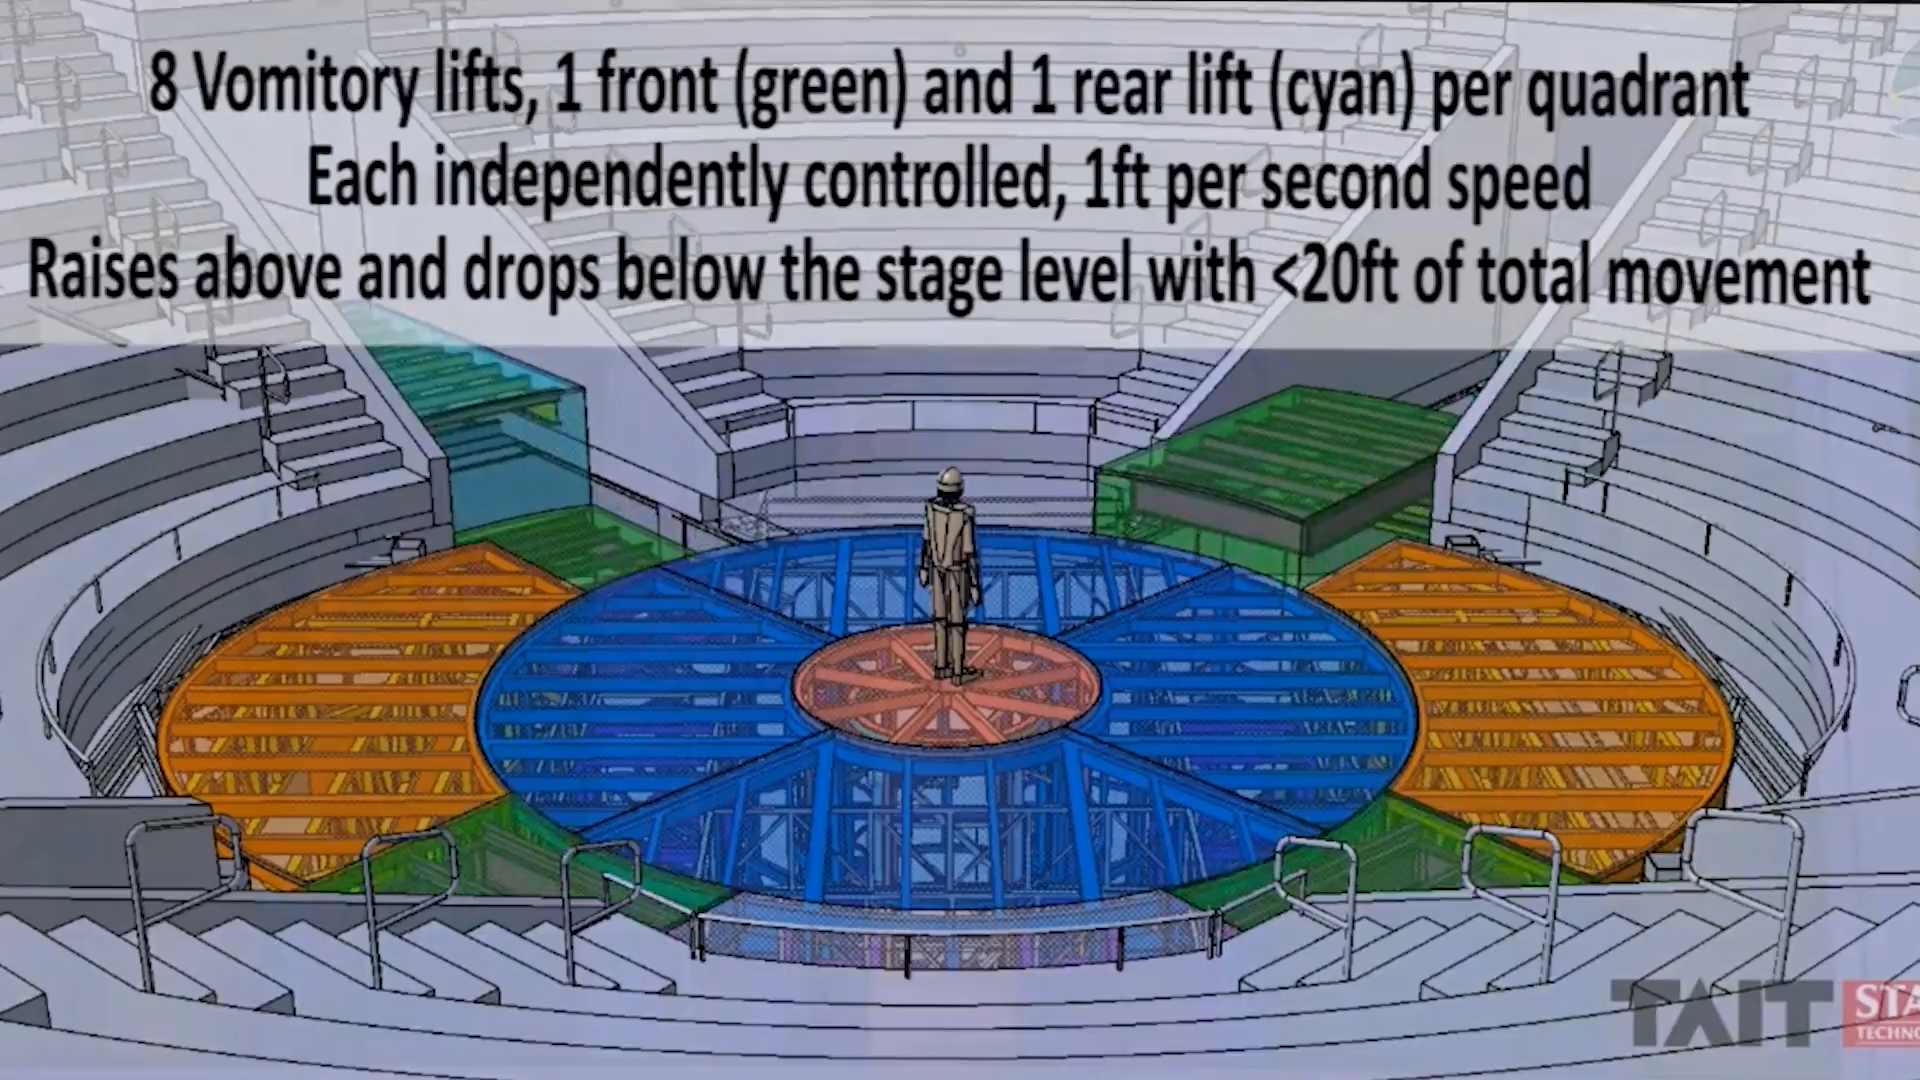 8 Vomitory lifts, 1 front (green) and 1 rear lift (cyan) per quadrant
Each independently controlled, 1ft per second speed
Raises above and drops below the stage level with <20ft of total movement
TAIT